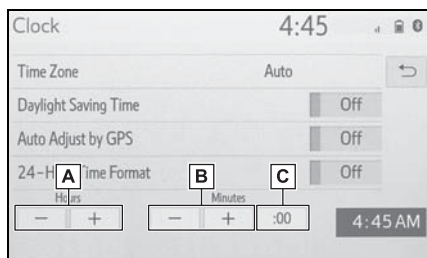 Clock 4:45
Time Zone Auto
Daylight Saving Time Off
Auto Adjust by GPS Off
24-H Time Format Off
A B C
Hours Minutes
- + - + :00 4:45 AM